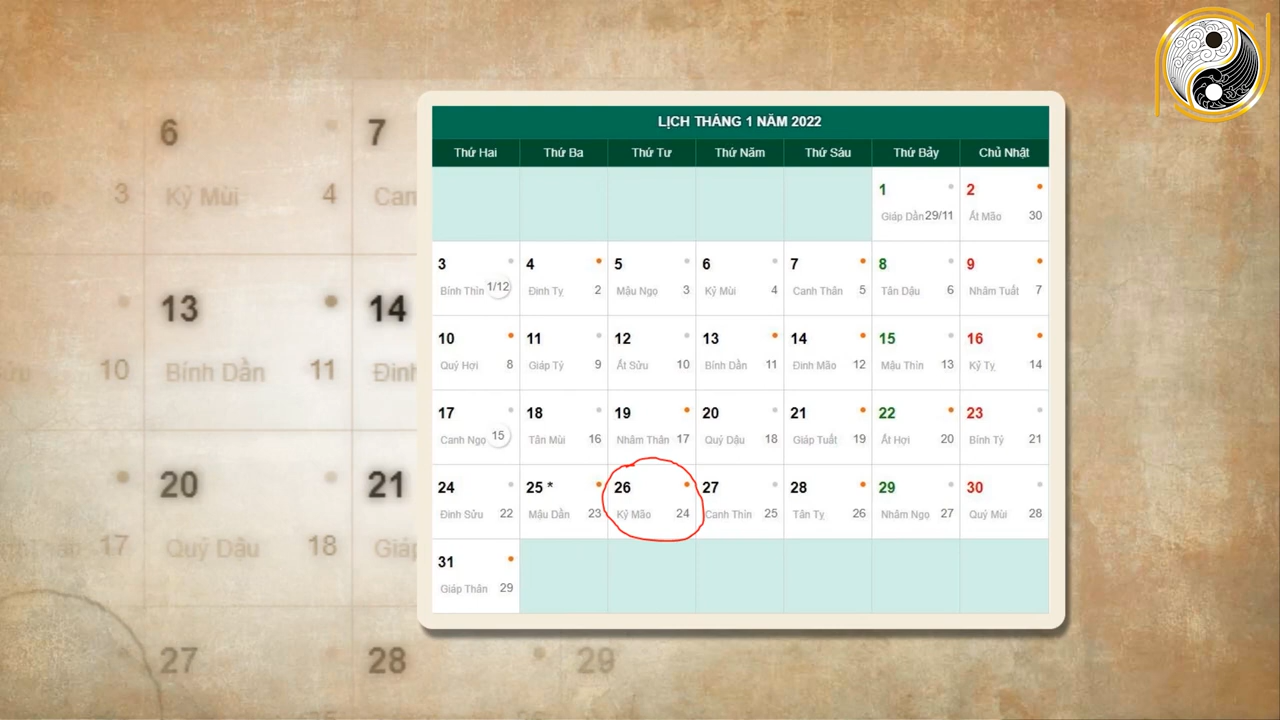 LỊCH THÁNG 1 NĂM 2022
Thứ Hai Thứ Ba Thứ Tư Thứ Năm Thứ Sáu Thứ Bảy Chủ Nhật
1 2
Giáp Dần 29/11 Ất Mão 30
3 4 5 6 7 8 9
Bính Thìn 1/12 Đinh Tỵ 2 Mậu Ngọ 3 Kỷ Mùi 4 Canh Thân 5 Tân Dậu 6 Nhâm Tuất 7
10 11 12 13 14 15 16
Quý Hợi 8 Giáp Tý 9 Ất Sửu 10 Bính Dần 11 Đinh Mão 12 Mậu Thìn 13 Kỷ Tỵ 14
17 18 19 20 21 22 23
Canh Ngọ 15 Tân Mùi 16 Nhâm Thân 17 Quý Dậu 18 Giáp Tuất 19 Ất Hợi 20 Bính Tý 21
24 25 * 26 27 28 29 30
Đinh Sửu 22 Mậu Dần 23 Kỷ Mão 24 Canh Thìn 25 Tân Tỵ 26 Nhâm Ngọ 27 Quý Mùi 28
31
Giáp Thân 29
6 7
3 Kỷ Mùi 4 Can
13 14
10 Bính Dần 11 Đinh
20 21
17 Quý Dậu 18 Giáp
27 28 29